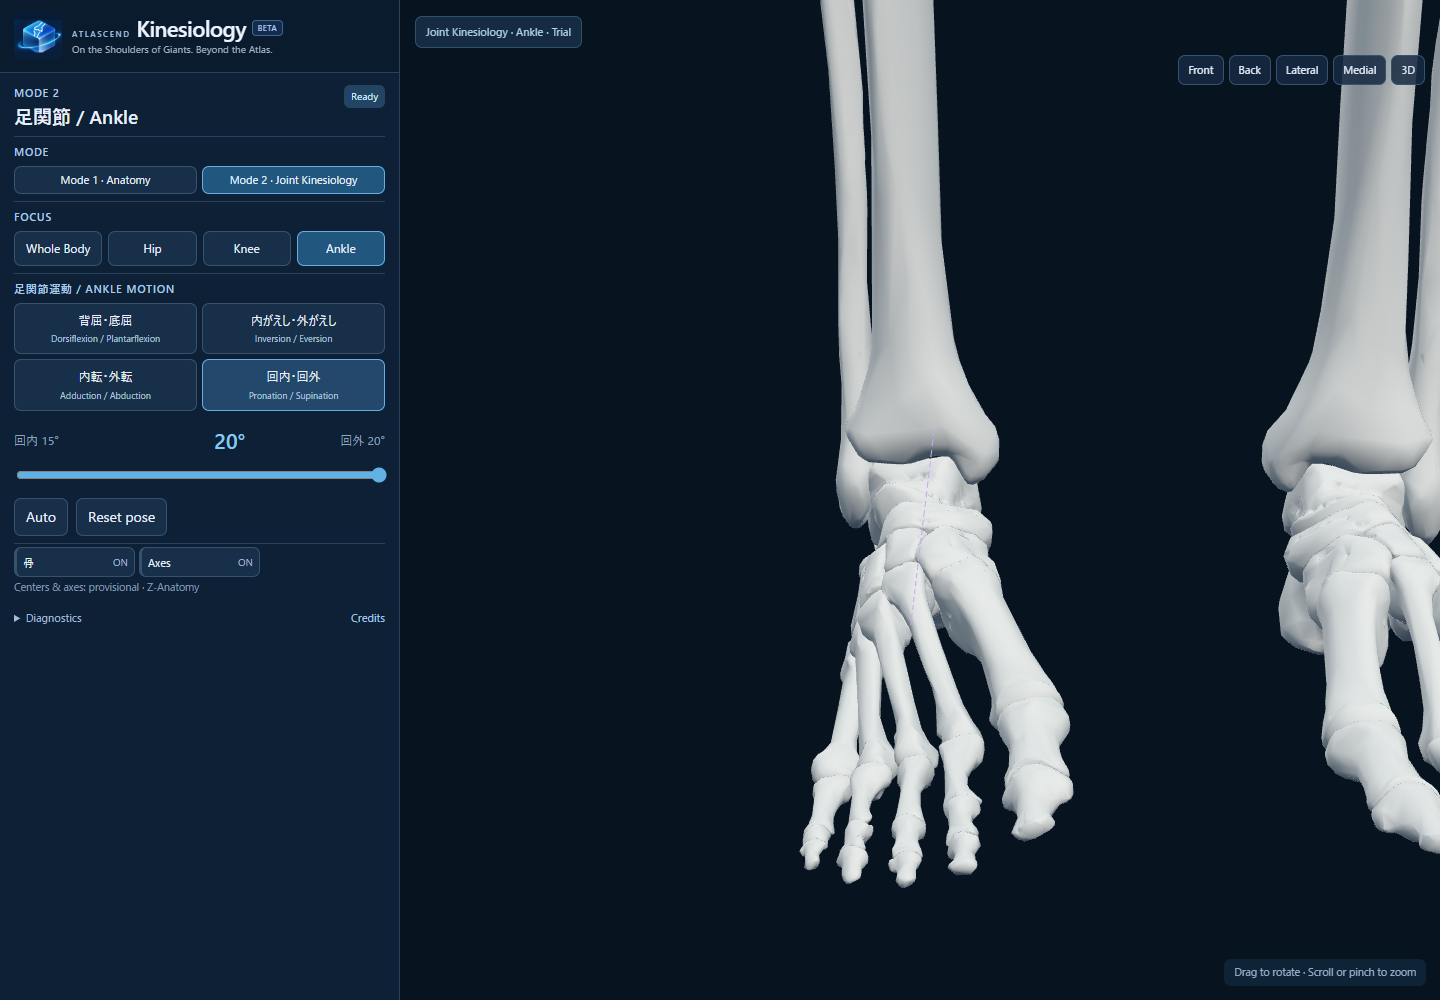 ATLASCEND Kinesiology BETA
On the Shoulders of Giants. Beyond the Atlas.
MODE 2
Ready
足関節 / Ankle
MODE
Mode 1 · Anatomy
Mode 2 · Joint Kinesiology
FOCUS
Whole Body
Hip
Knee
Ankle
足関節運動 / ANKLE MOTION
背屈・底屈
Dorsiflexion / Plantarflexion
内がえし・外がえし
Inversion / Eversion
内転・外転
Adduction / Abduction
回内・回外
Pronation / Supination
回内 15°
20°
回外 20°
Auto
Reset pose
骨 ON
Axes ON
Centers & axes: provisional · Z-Anatomy
Diagnostics
Credits
Joint Kinesiology · Ankle · Trial
Front
Back
Lateral
Medial
3D
Drag to rotate · Scroll or pinch to zoom